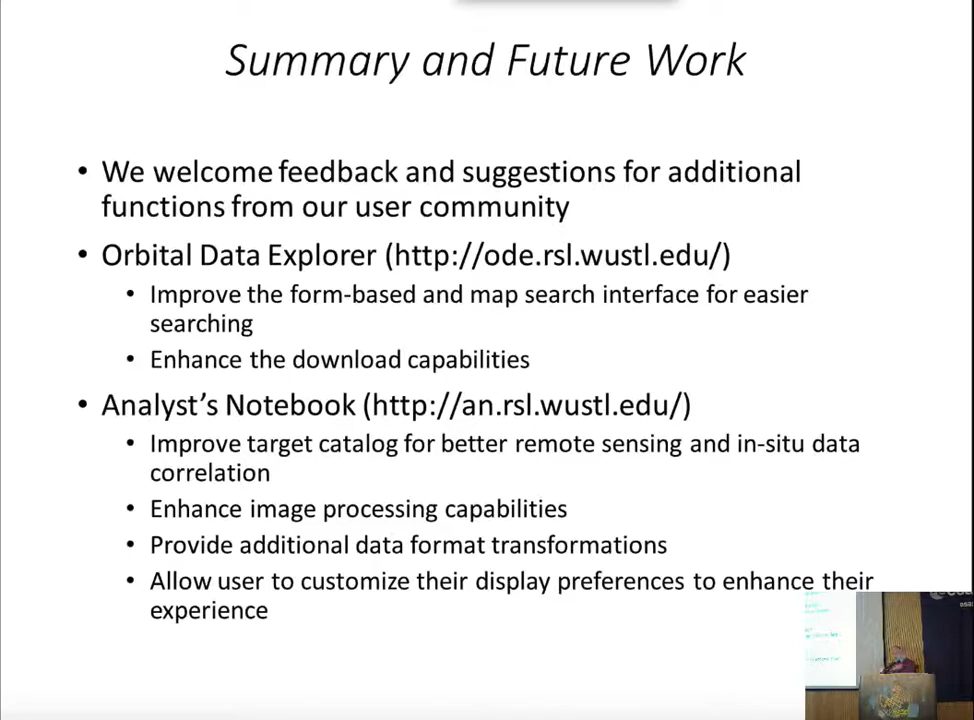 Summary and Future Work
• We welcome feedback and suggestions for additional
functions from our user community
• Orbital Data Explorer (http://ode.rsl.wustl.edu/)
• Improve the form-based and map search interface for easier
searching
• Enhance the download capabilities
• Analyst’s Notebook (http://an.rsl.wustl.edu/)
• Improve target catalog for better remote sensing and in-situ data
correlation
• Enhance image processing capabilities
• Provide additional data format transformations
• Allow user to customize their display preferences to enhance their
experience